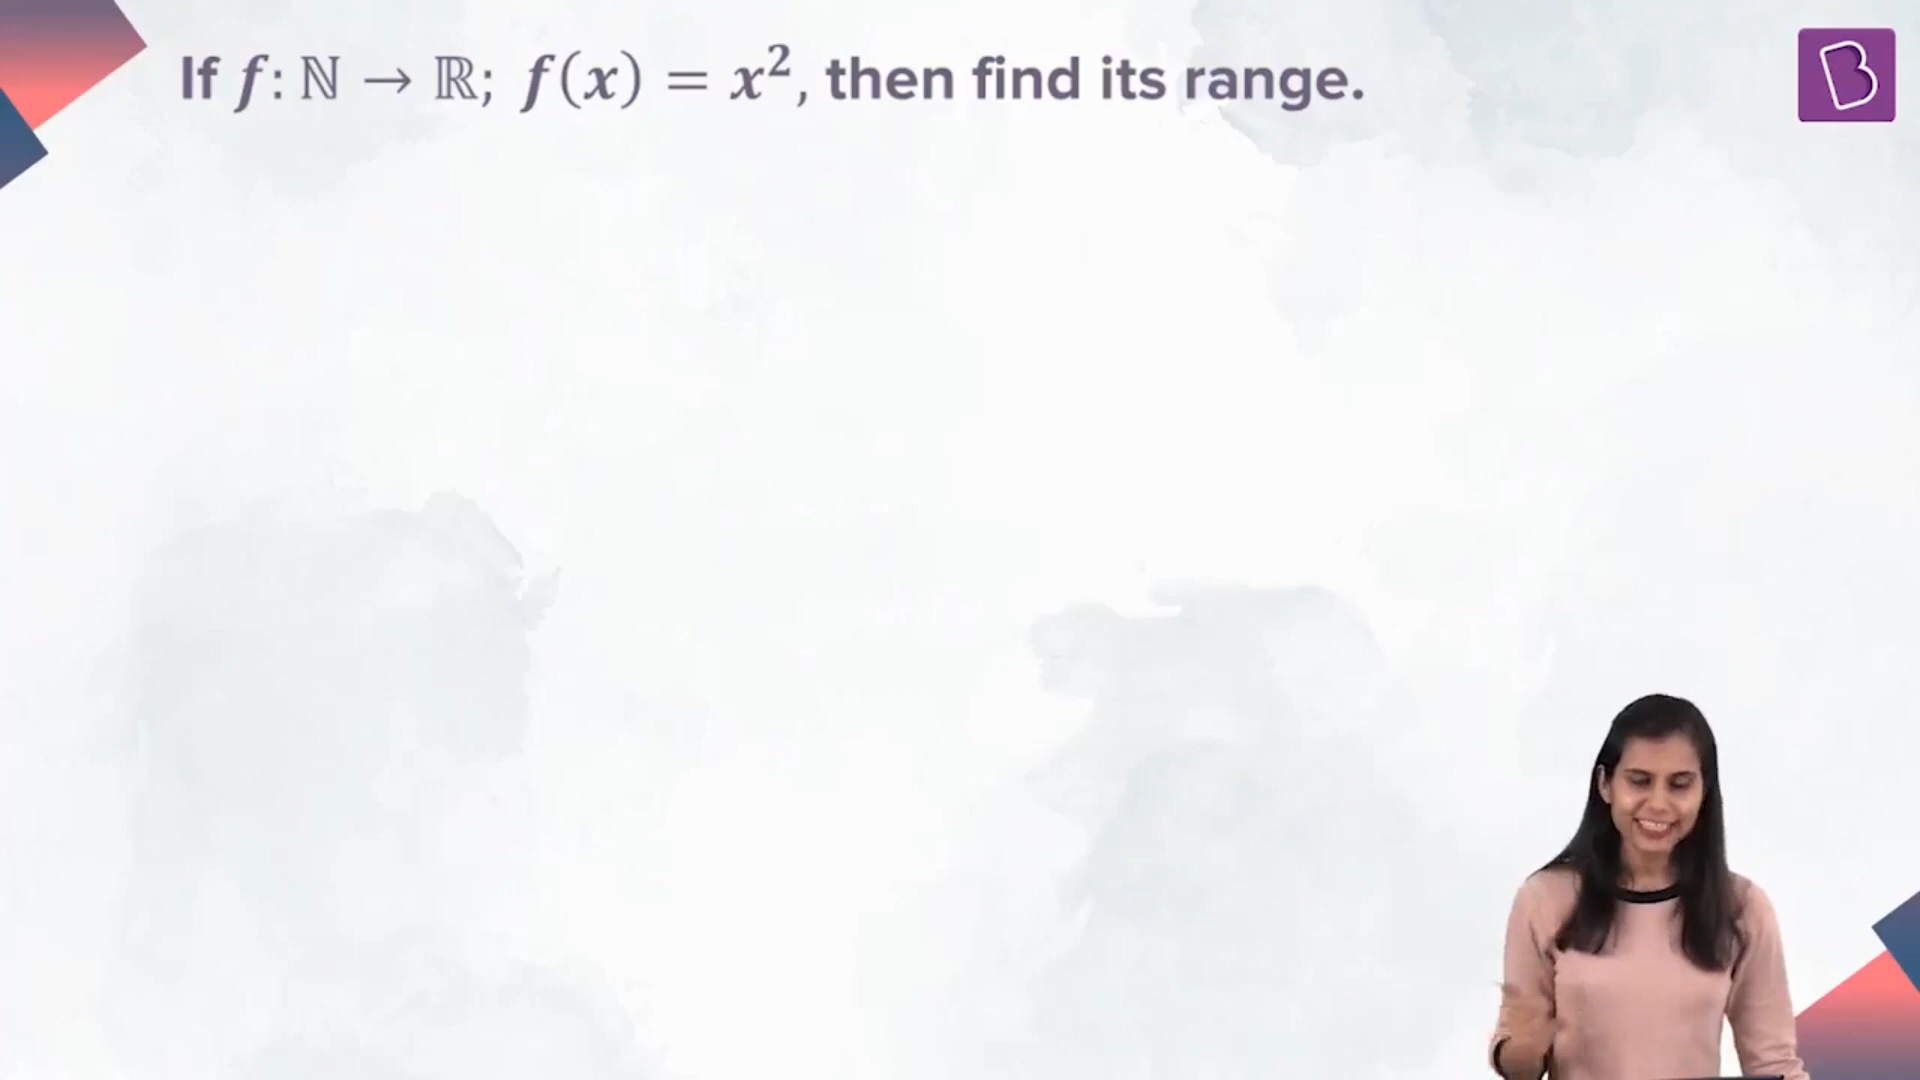 If f: ℕ → ℝ; f(x) = x², then find its range.
B